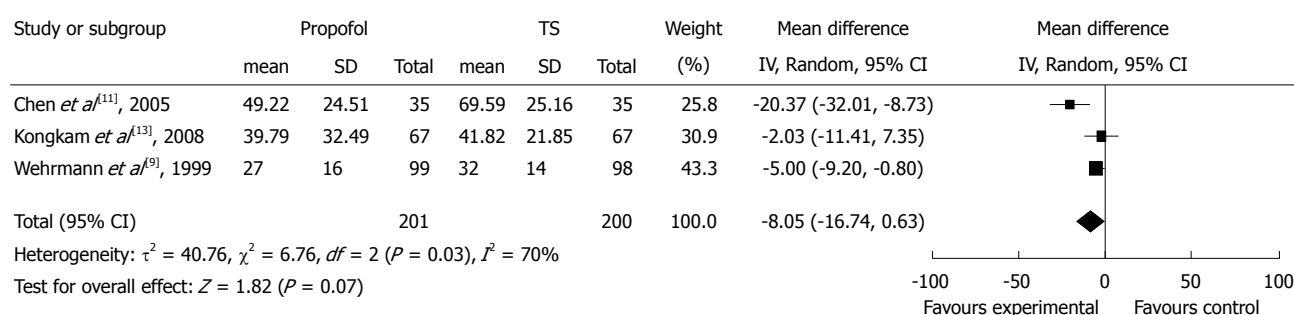 Study or subgroup Propofol TS Weight Mean difference Mean difference
mean SD Total mean SD Total (%) IV, Random, 95% CI IV, Random, 95% CI
Chen et al[11], 2005 49.22 24.51 35 69.59 25.16 35 25.8 -20.37 (-32.01, -8.73)
Kongkam et al[13], 2008 39.79 32.49 67 41.82 21.85 67 30.9 -2.03 (-11.41, 7.35)
Wehrmann et al[9], 1999 27 16 99 32 14 98 43.3 -5.00 (-9.20, -0.80)
Total (95% CI) 201 200 100.0 -8.05 (-16.74, 0.63)
Heterogeneity: τ² = 40.76, χ² = 6.76, df = 2 (P = 0.03), I² = 70%
Test for overall effect: Z = 1.82 (P = 0.07)
-100 -50 0 50 100
Favours experimental Favours control